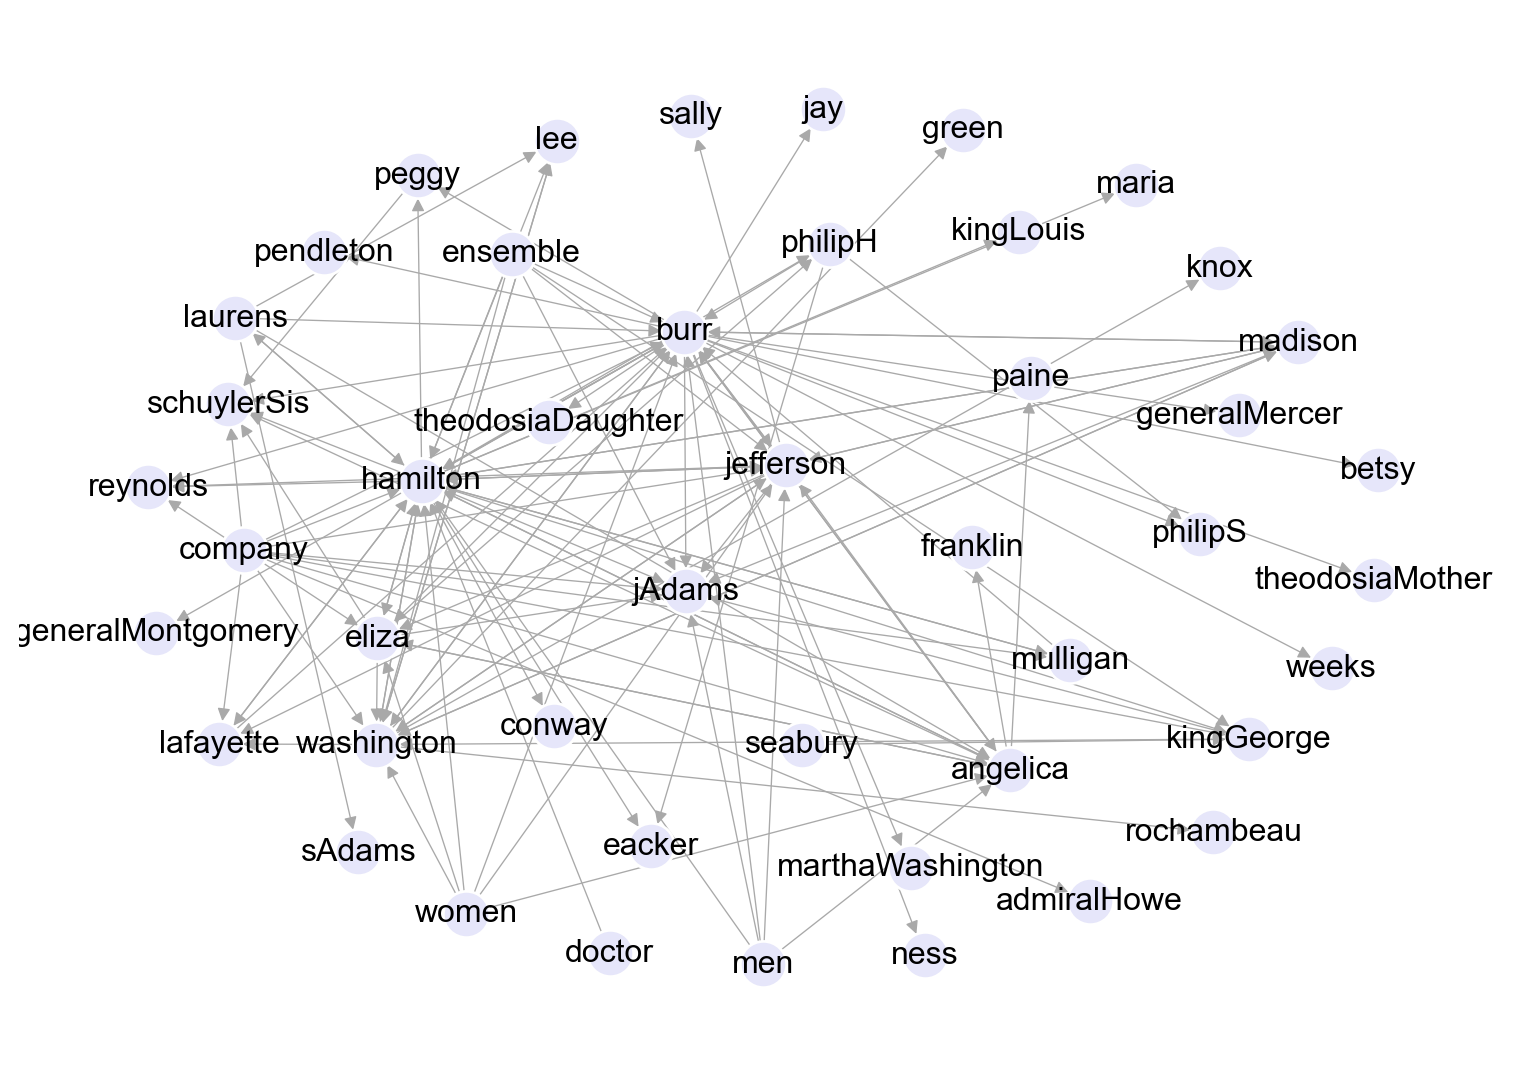 jay
sally
green
lee
peggy
maria
kingLouis
philipH
pendleton
ensemble
knox
laurens
burr
madison
paine
schuylerSis
generalMercer
theodosiaDaughter
jefferson
betsy
hamilton
reynolds
philipS
franklin
company
theodosiaMother
jAdams
generalMontgomery
eliza
mulligan
weeks
conway
kingGeorge
lafayette
washington
seabury
angelica
rochambeau
eacker
sAdams
marthaWashington
admiralHowe
women
doctor
ness
men